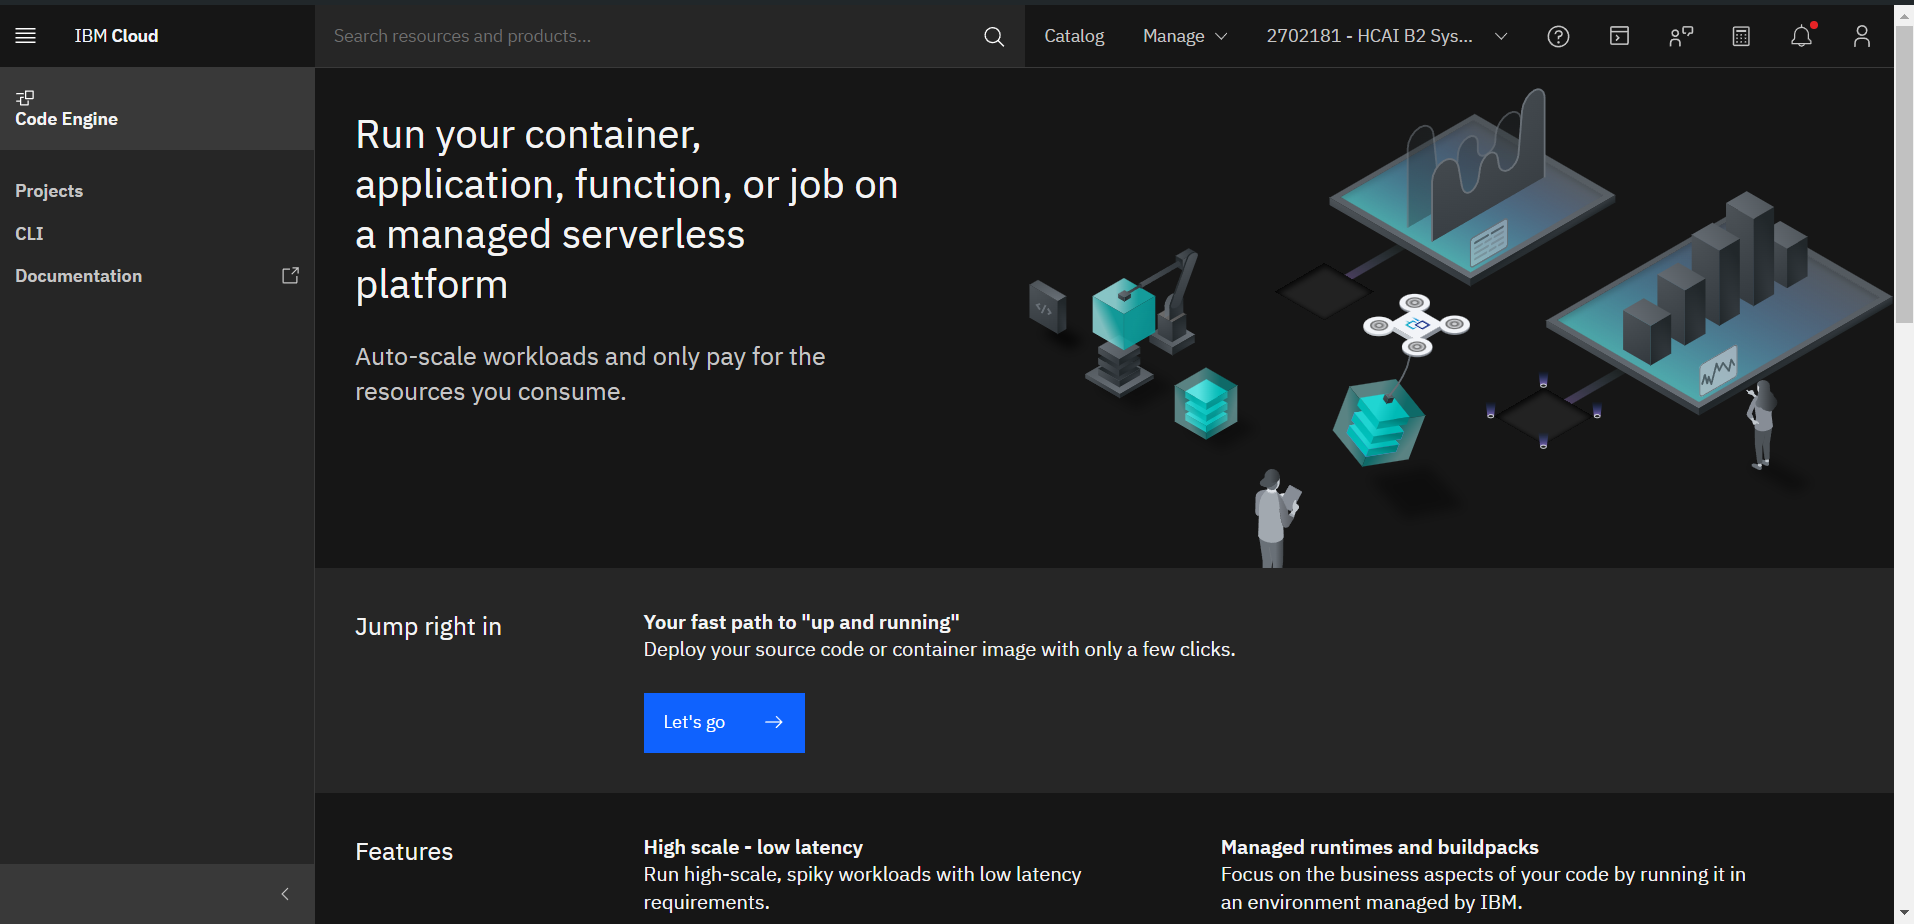 IBM Cloud
Search resources and products...
Catalog
Manage
2702181 - HCAI B2 Sys...
Code Engine
Projects
CLI
Documentation
Run your container,
application, function, or job on
a managed serverless
platform
Auto-scale workloads and only pay for the
resources you consume.
</>
Jump right in
Your fast path to "up and running"
Deploy your source code or container image with only a few clicks.
Let's go
Features
High scale - low latency
Run high-scale, spiky workloads with low latency
requirements.
Managed runtimes and buildpacks
Focus on the business aspects of your code by running it in
an environment managed by IBM.